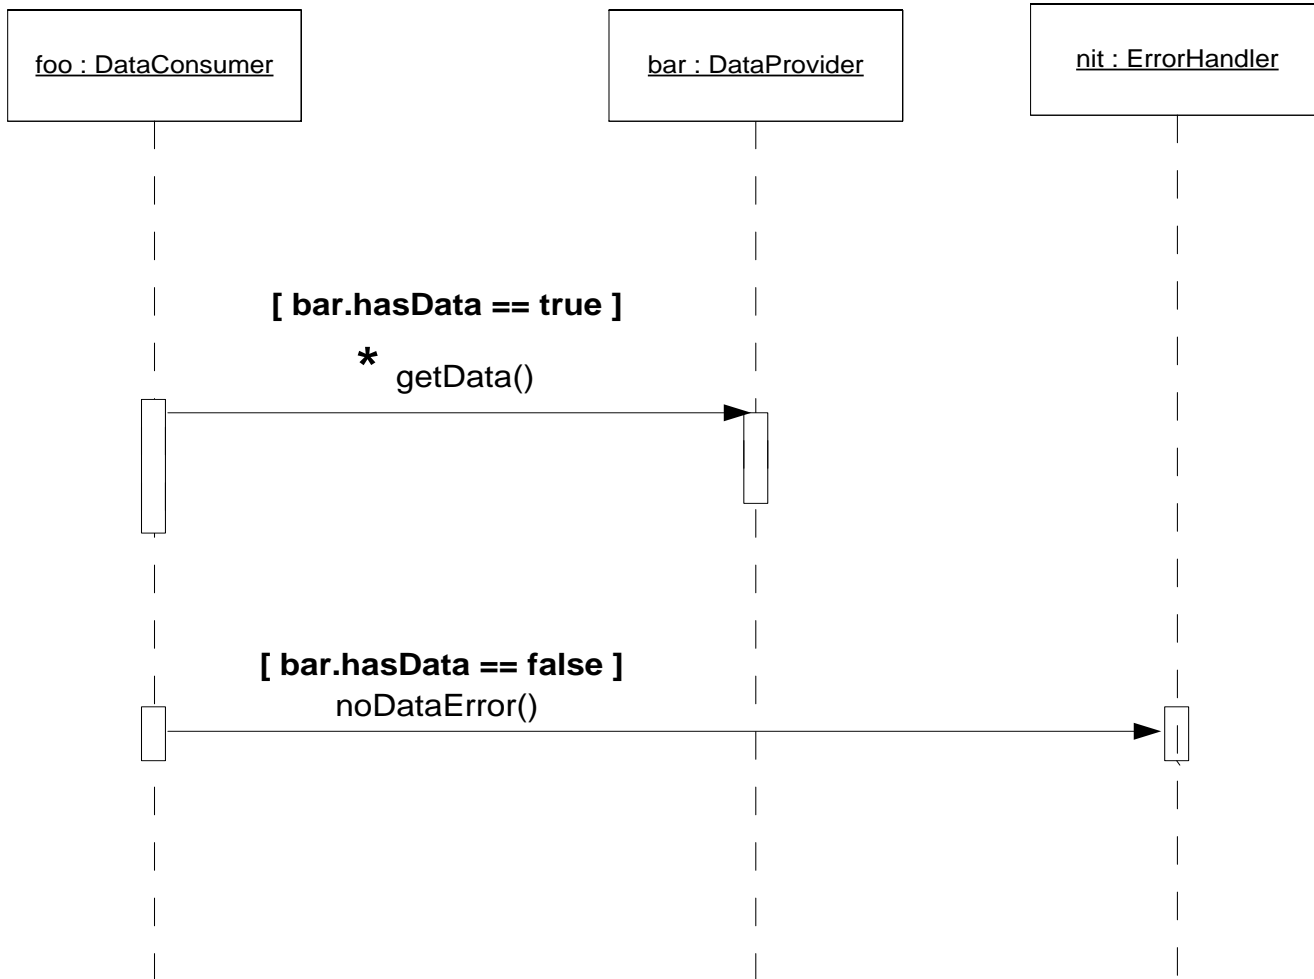 foo : DataConsumer
bar : DataProvider
nit : ErrorHandler
[ bar.hasData == true ]
* getData()
[ bar.hasData == false ]
noDataError()